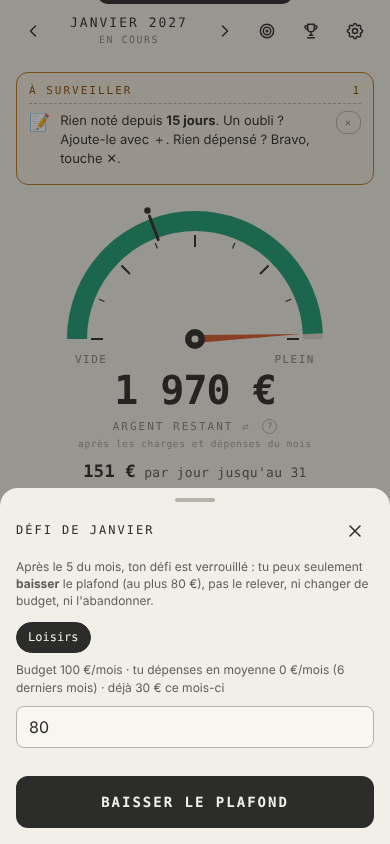 JANVIER 2027
EN COURS
À SURVEILLER 1
Rien noté depuis 15 jours. Un oubli ?
Ajoute-le avec +. Rien dépensé ? Bravo,
touche ✕.
×
VIDE
PLEIN
1 970 €
ARGENT RESTANT ⇄ ?
après les charges et dépenses du mois
151 € par jour jusqu'au 31
DÉFI DE JANVIER
Après le 5 du mois, ton défi est verrouillé : tu peux seulement
baisser le plafond (au plus 80 €), pas le relever, ni changer de
budget, ni l'abandonner.
Loisirs
Budget 100 €/mois · tu dépenses en moyenne 0 €/mois (6
derniers mois) · déjà 30 € ce mois-ci
80
BAISSER LE PLAFOND